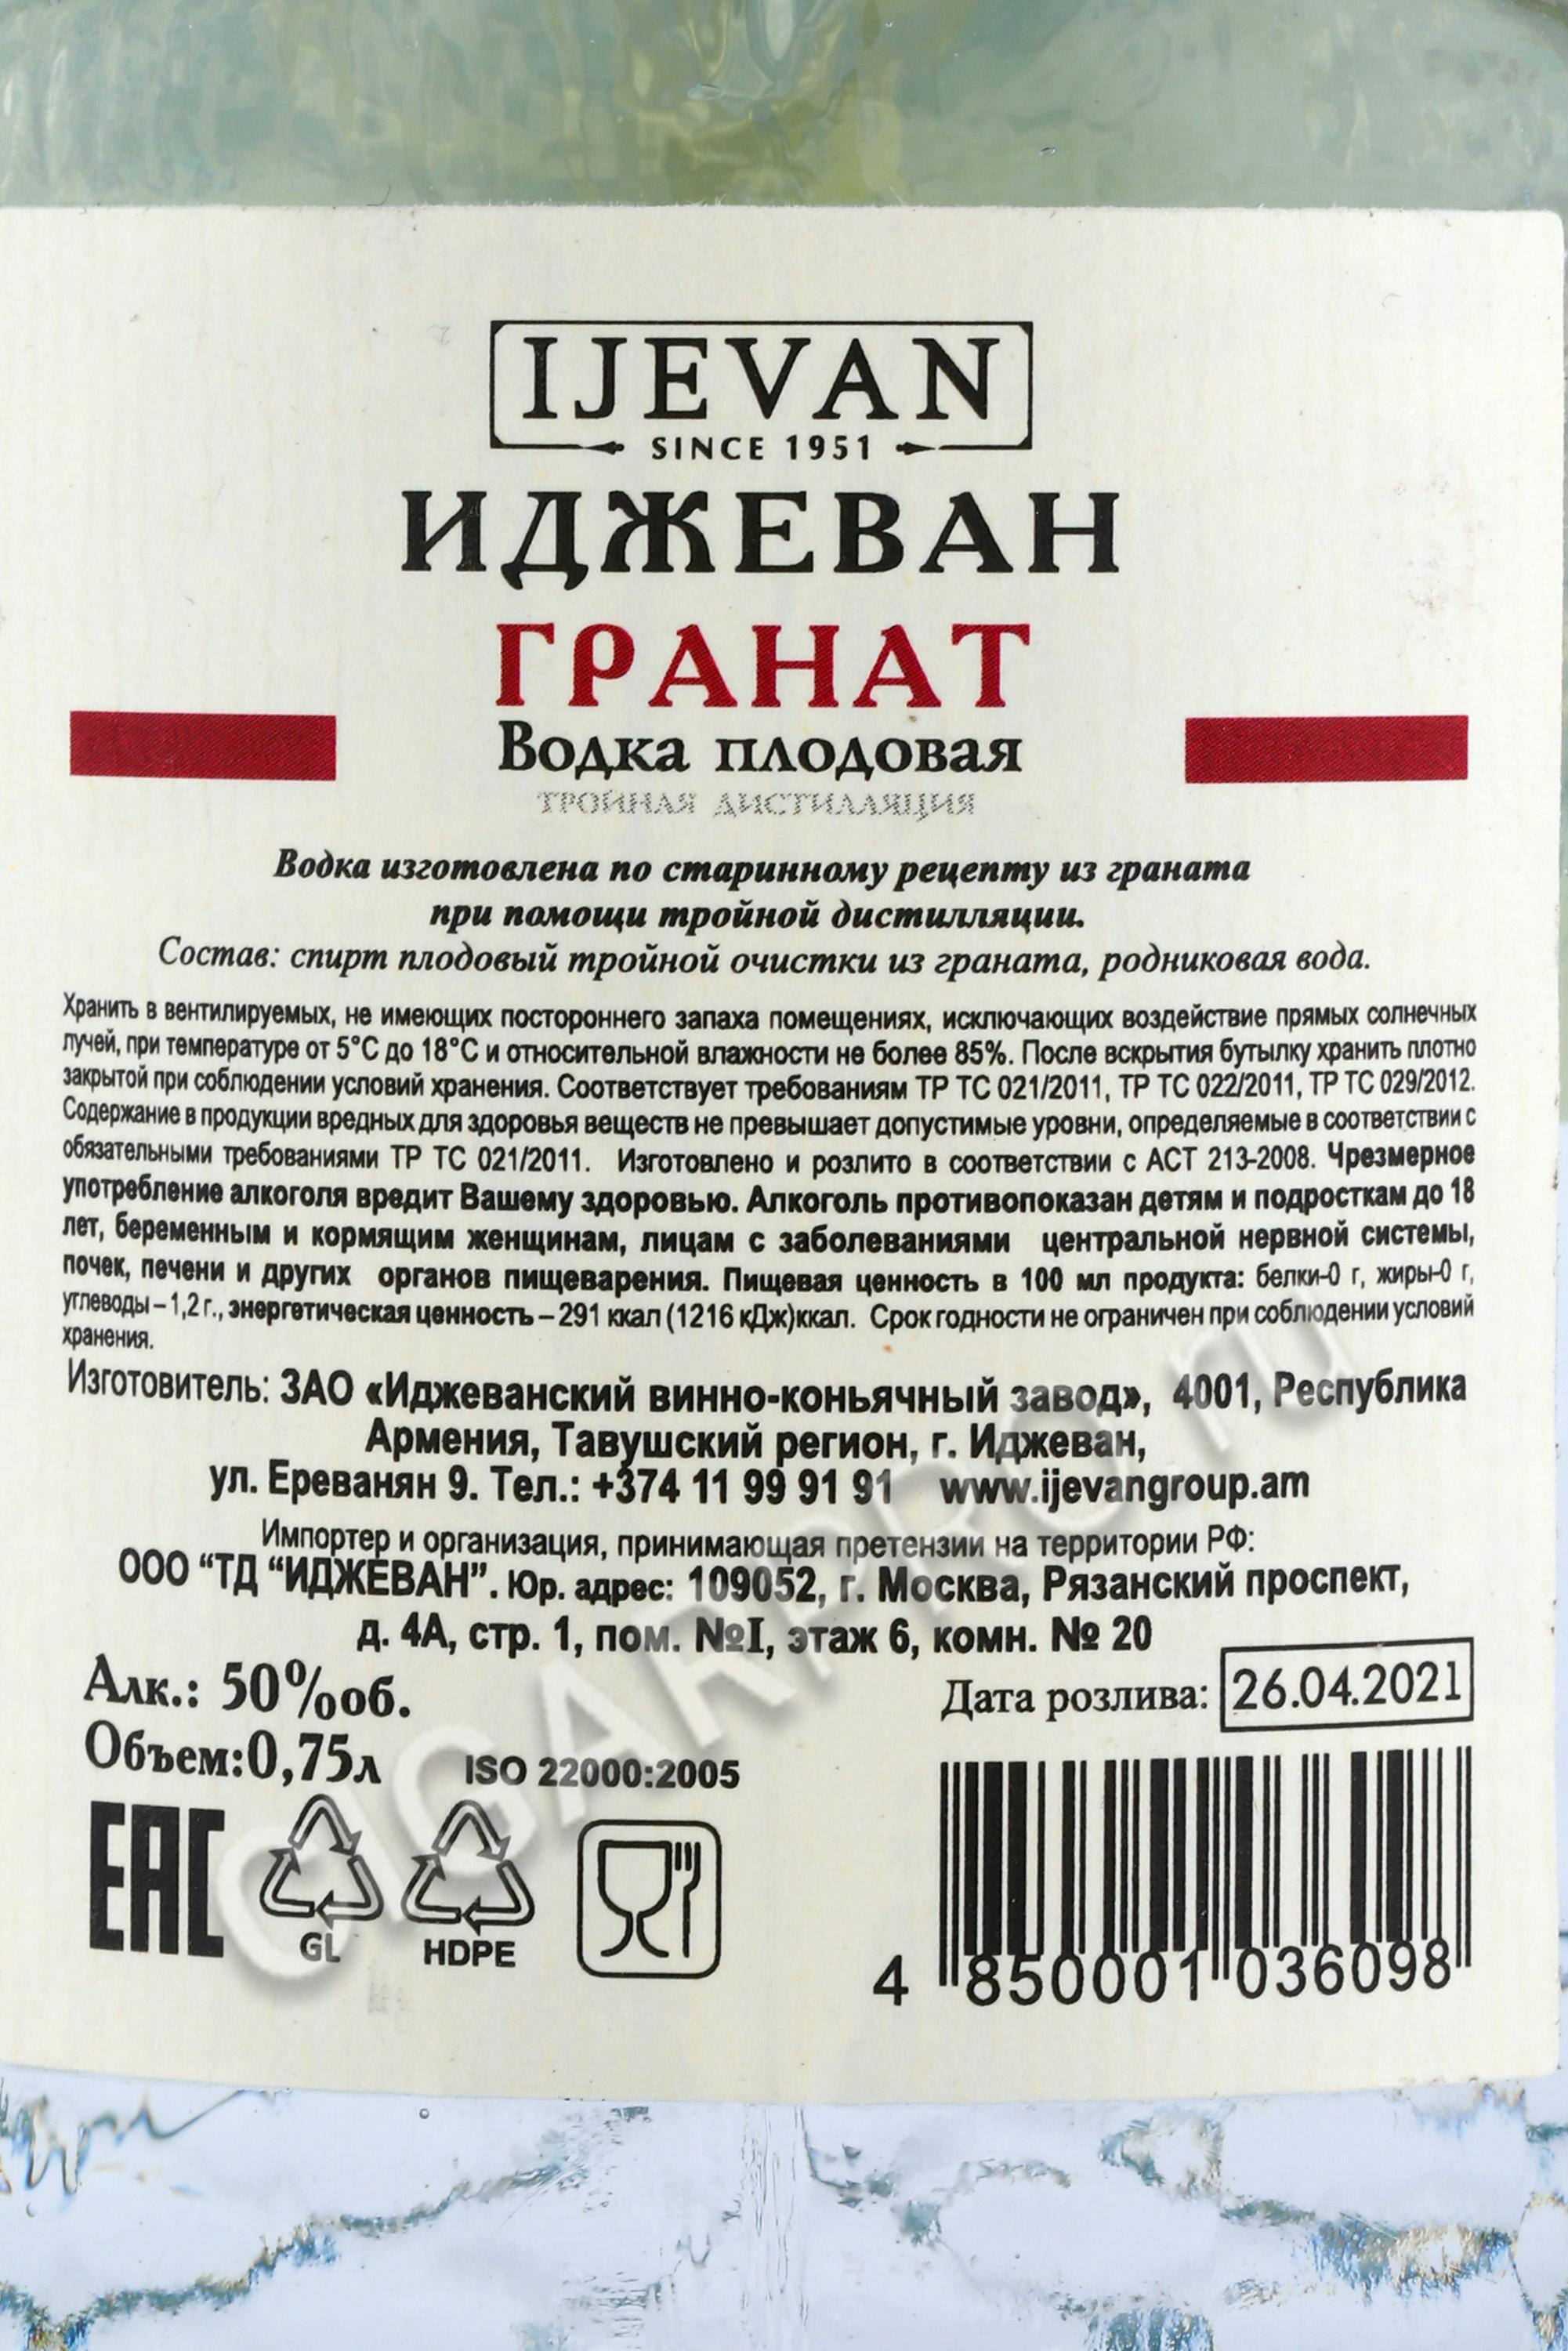 IJEVAN
SINCE 1951
ИДЖЕВАН
ГРАНАТ
Водка плодовая
ТРОЙНАЯ ДИСТИЛЛЯЦИЯ
Водка изготовлена по старинному рецепту из граната
при помощи тройной дистилляции.
Состав: спирт плодовый тройной очистки из граната, родниковая вода.
Хранить в вентилируемых, не имеющих постороннего запаха помещениях, исключающих воздействие прямых солнечных
лучей, при температуре от 5°С до 18°С и относительной влажности не более 85%. После вскрытия бутылку хранить плотно
закрытой при соблюдении условий хранения. Соответствует требованиям ТР ТС 021/2011, ТР ТС 022/2011, ТР ТС 029/2012.
Содержание в продукции вредных для здоровья веществ не превышает допустимые уровни, определяемые в соответствии с
обязательными требованиями ТР ТС 021/2011. Изготовлено и розлито в соответствии с АСТ 213-2008. Чрезмерное
употребление алкоголя вредит Вашему здоровью. Алкоголь противопоказан детям и подросткам до 18
лет, беременным и кормящим женщинам, лицам с заболеваниями центральной нервной системы,
почек, печени и других органов пищеварения. Пищевая ценность в 100 мл продукта: белки-0 г, жиры-0 г,
углеводы – 1,2 г., энергетическая ценность – 291 ккал (1216 кДж)ккал. Срок годности не ограничен при соблюдении условий
хранения.
Изготовитель: ЗАО «Иджеванский винно-коньячный завод», 4001, Республика
Армения, Тавушский регион, г. Иджеван,
ул. Ереванян 9. Тел.: +374 11 99 91 91 www.ijevangroup.am
Импортер и организация, принимающая претензии на территории РФ:
ООО “ТД “ИДЖЕВАН”. Юр. адрес: 109052, г. Москва, Рязанский проспект,
д. 4А, стр. 1, пом. №I, этаж 6, комн. № 20
Алк.: 50%об.
Дата розлива: 26.04.2021
Объем:0,75л
ISO 22000:2005
EAC
GL
HDPE
4 850001 036098
CIGARPRO.ru